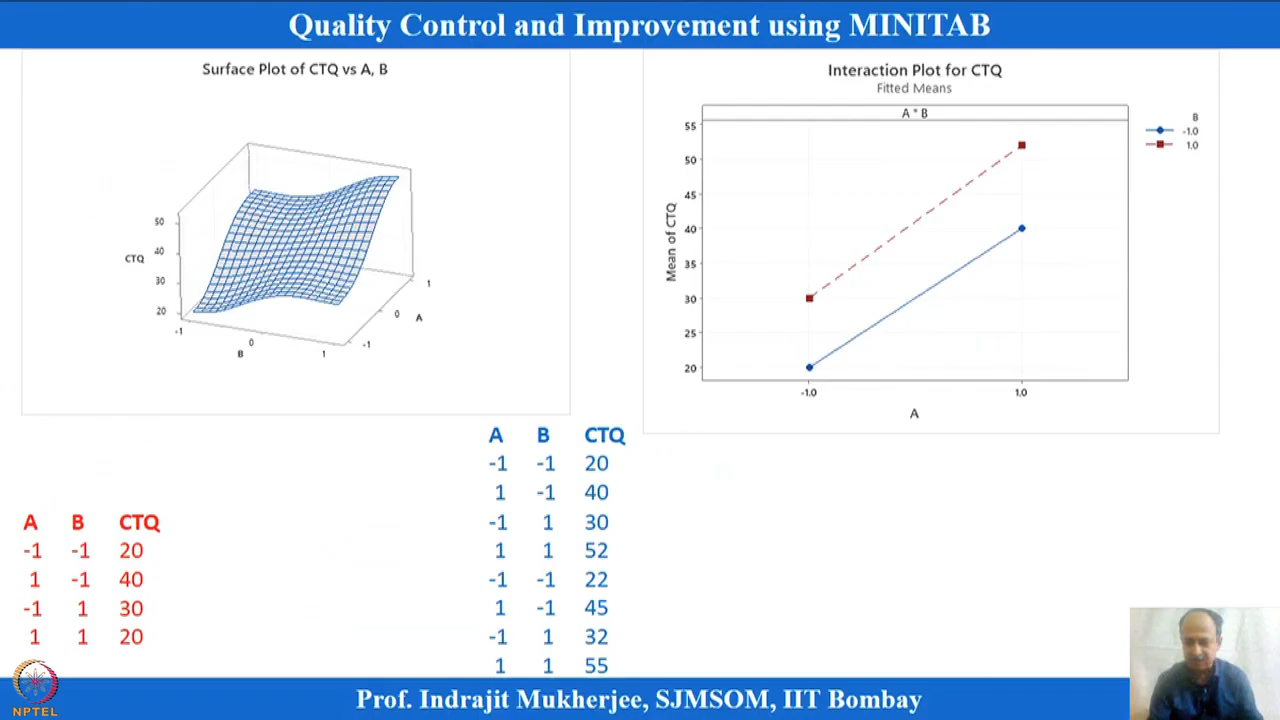 Quality Control and Improvement using MINITAB
Surface Plot of CTQ vs A, B
50
CTQ
40
30
20
-1
0
1
B
1
0
A
-1
Interaction Plot for CTQ
Fitted Means
A * B
55
50
45
40
35
30
25
20
Mean of CTQ
-1.0
1.0
A
B
-1.0
1.0
A B CTQ
-1 -1 20
1 -1 40
-1 1 30
1 1 20
A B CTQ
-1 -1 20
1 -1 40
-1 1 30
1 1 52
-1 -1 22
1 -1 45
-1 1 32
1 1 55
NPTEL
Prof. Indrajit Mukherjee, SJMSOM, IIT Bombay